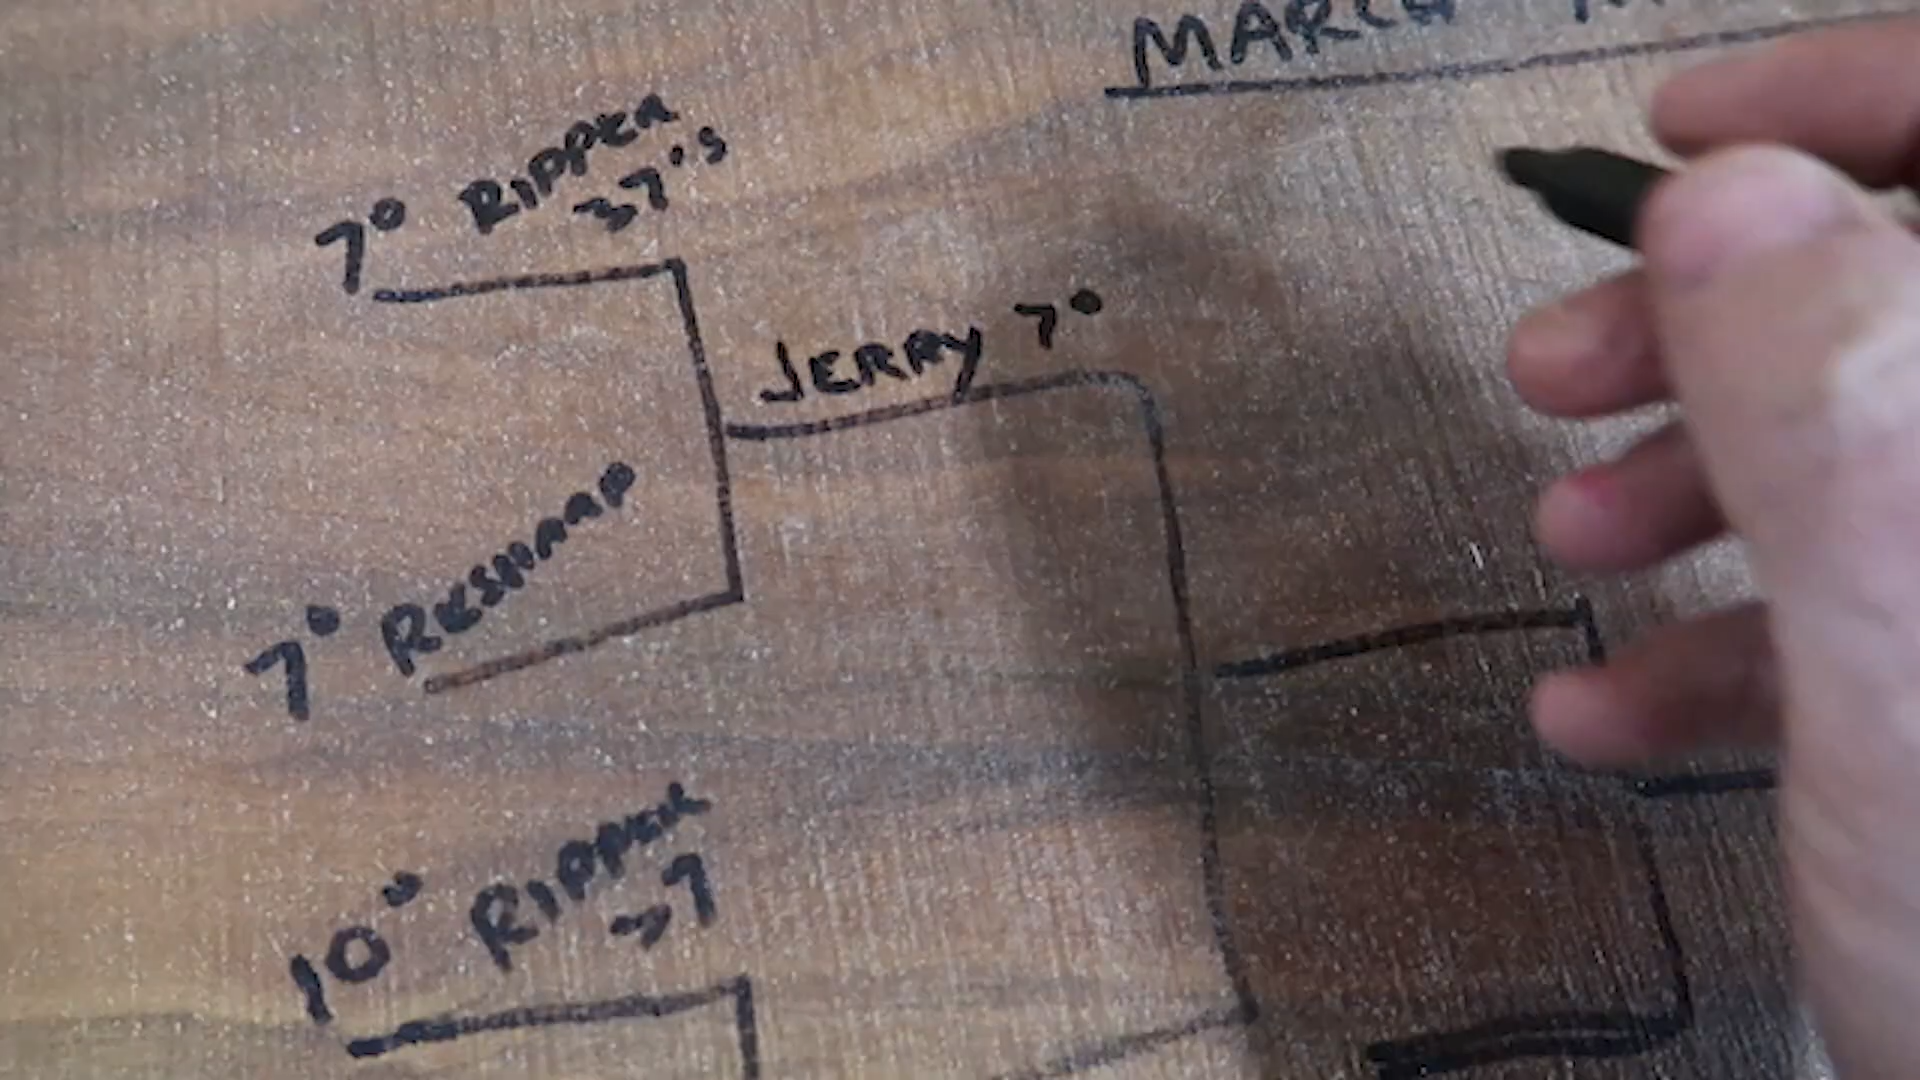 MARCH
7° RIPPER
37's
JERRY 7°
7° RESHARP
10° RIPPER
37